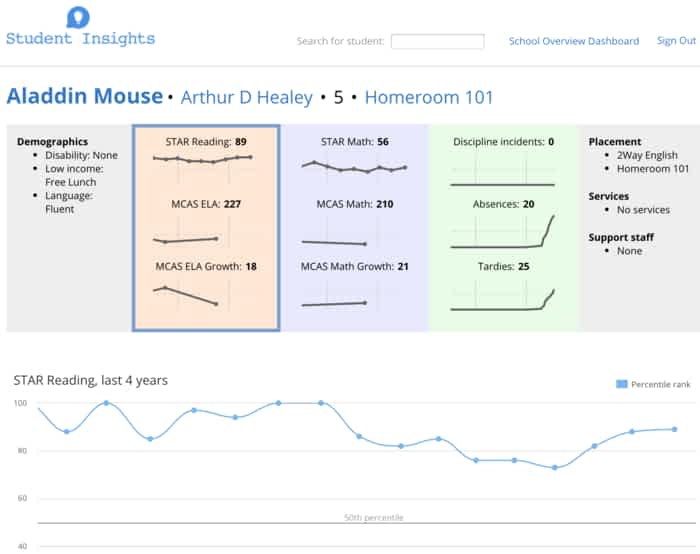 Student Insights
Search for student:
School Overview Dashboard
Sign Out
Aladdin Mouse • Arthur D Healey • 5 • Homeroom 101
Demographics
• Disability: None
• Low income:
Free Lunch
• Language:
Fluent
STAR Reading: 89
MCAS ELA: 227
MCAS ELA Growth: 18
STAR Math: 56
MCAS Math: 210
MCAS Math Growth: 21
Discipline incidents: 0
Absences: 20
Tardies: 25
Placement
• 2Way English
• Homeroom 101
Services
• No services
Support staff
• None
STAR Reading, last 4 years
Percentile rank
100
80
60
50th percentile
40